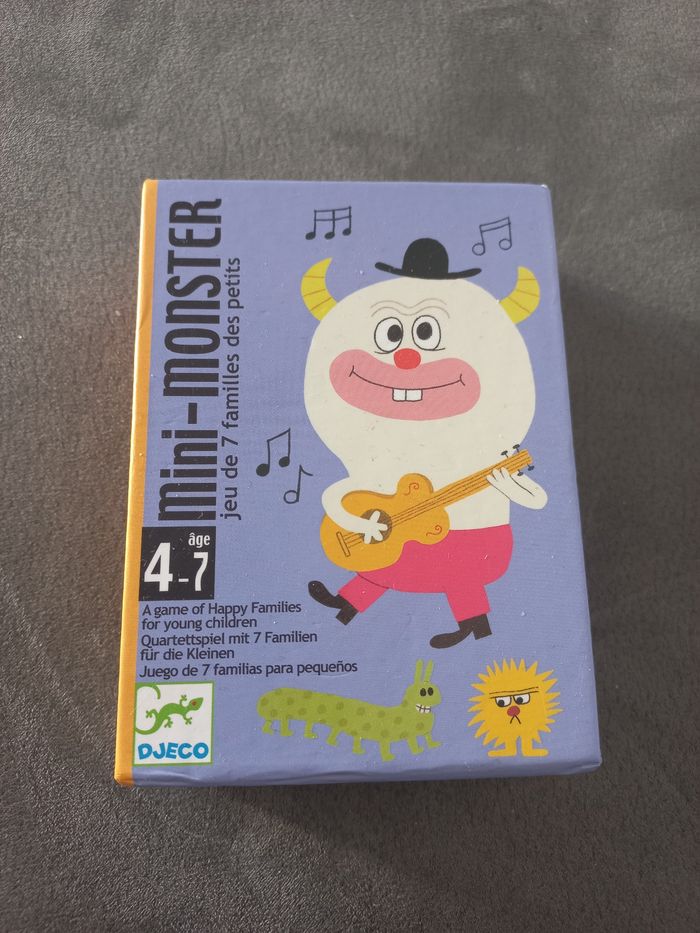 mini-monSTER
jeu de 7 familles des petits
âge
4-7
A game of Happy Families
for young children
Quartettspiel mit 7 Familien
für die Kleinen
Juego de 7 familias para pequeños
DJECO